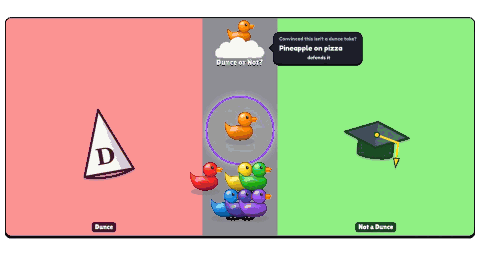 Convinced this isn't a dunce take?
Pineapple on pizza
defends it
Dunce or Not?
D
Dunce
Not a Dunce